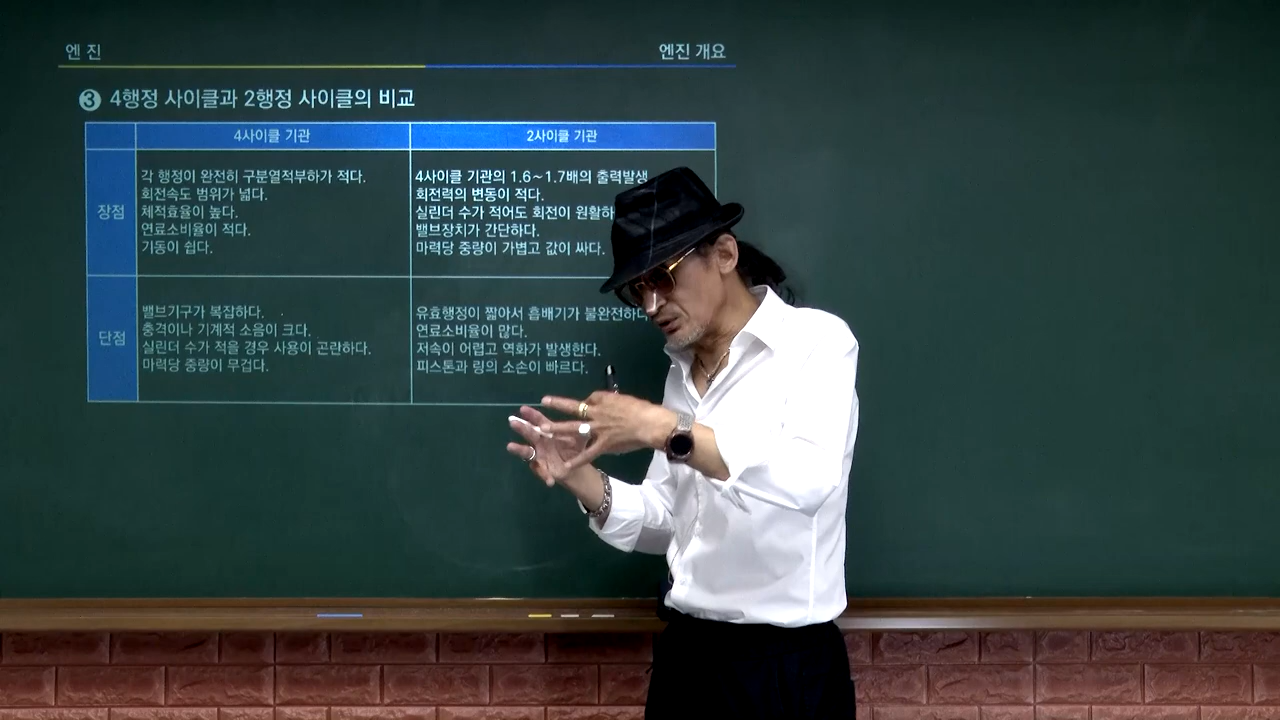 엔 진
엔진 개요
3 4행정 사이클과 2행정 사이클의 비교
4사이클 기관
2사이클 기관
장점
각 행정이 완전히 구분열적부하가 적다.
회전속도 범위가 넓다.
체적효율이 높다.
연료소비율이 적다.
기동이 쉽다.
4사이클 기관의 1.6~1.7배의 출력발생
회전력의 변동이 적다.
실린더 수가 적어도 회전이
밸브장치가 간단하다.
마력당 중량이 가볍고 값이 싸다.
단점
밸브기구가 복잡하다.
충격이나 기계적 소음이 크다.
실린더 수가 적을 경우 사용이 곤란하다.
마력당 중량이 무겁다.
유효행정이 짧아서 흡배기가 불완전하다
연료소비율이 많다.
저속이 어렵고 역화가 발생한다.
피스톤과 링의 소손이 빠르다.